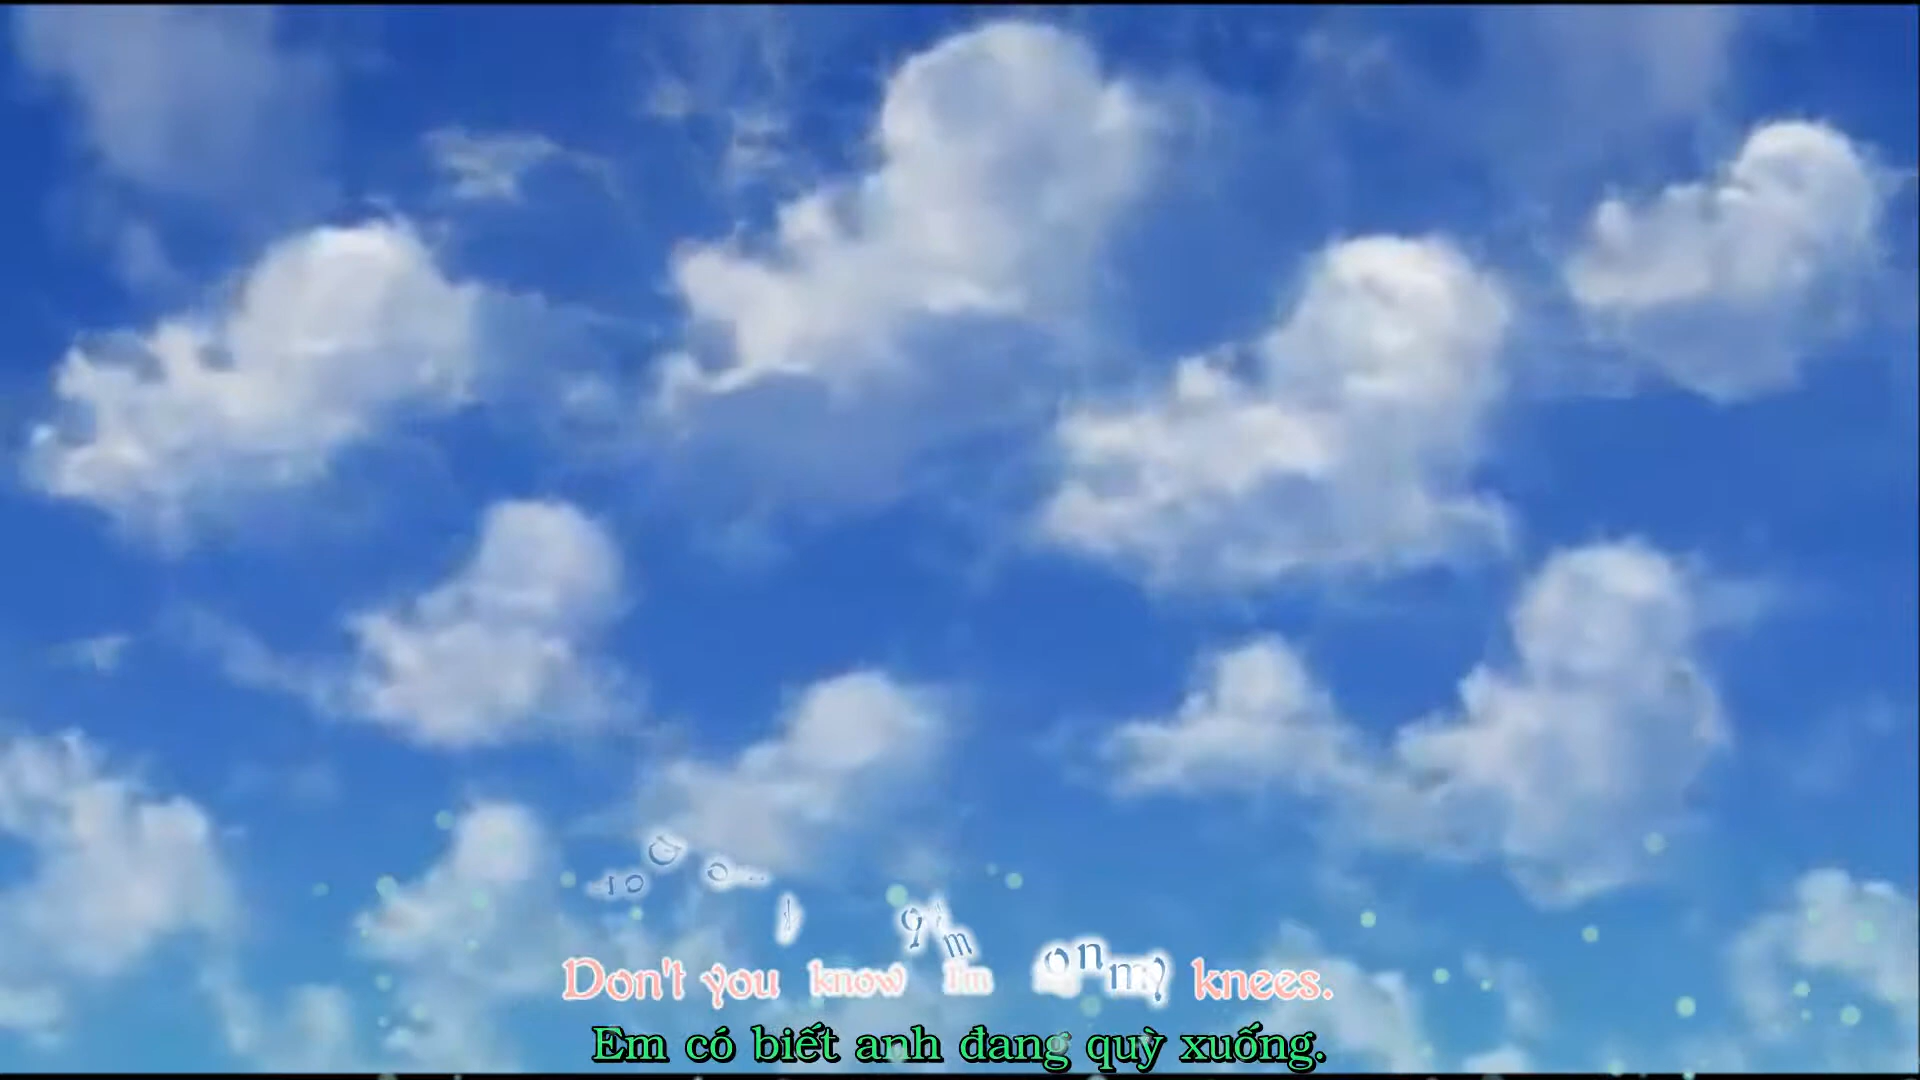 Don't you know I'm on my knees.
Em có biết anh đang quỳ xuống.